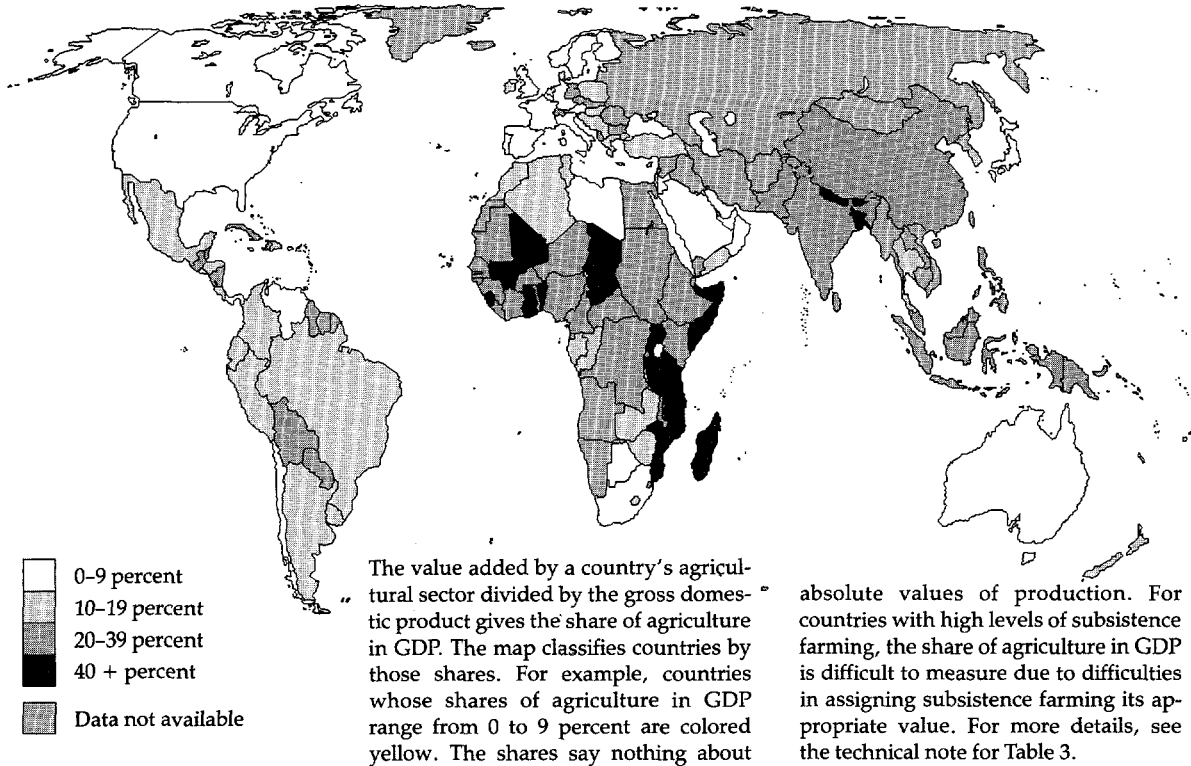 0–9 percent
10–19 percent
20–39 percent
40 + percent
Data not available
The value added by a country's agricul-
tural sector divided by the gross domes-
tic product gives the share of agriculture
in GDP. The map classifies countries by
those shares. For example, countries
whose shares of agriculture in GDP
range from 0 to 9 percent are colored
yellow. The shares say nothing about
absolute values of production. For
countries with high levels of subsistence
farming, the share of agriculture in GDP
is difficult to measure due to difficulties
in assigning subsistence farming its ap-
propriate value. For more details, see
the technical note for Table 3.